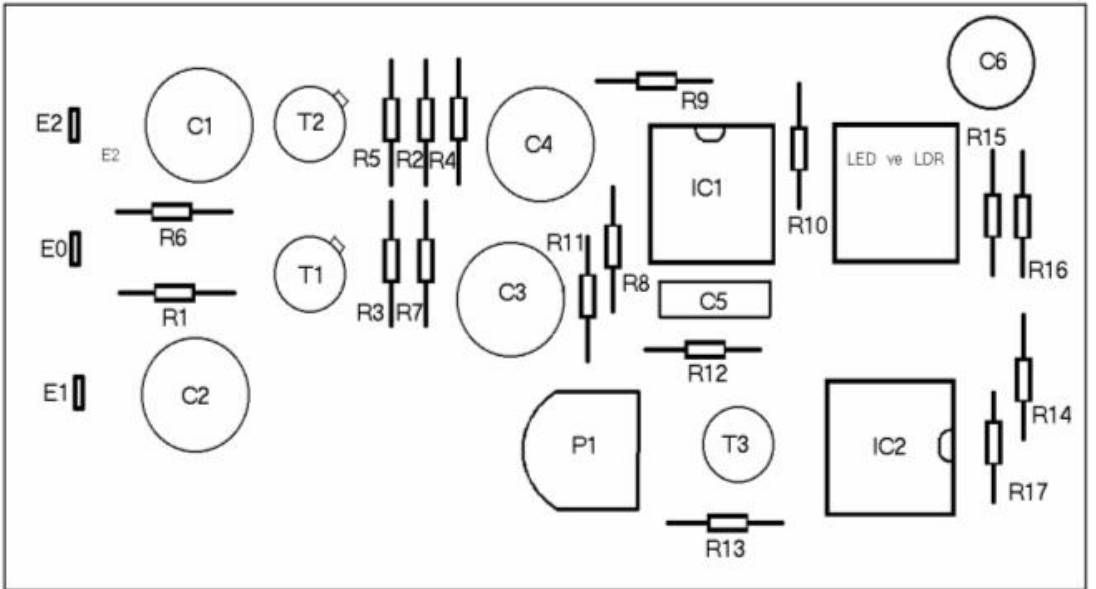 C6
R9
E2
C1
T2
C4
R15
E2
R5
R2
R4
LED ve LDR
IC1
R10
R6
E0
R11
R16
T1
R8
C3
C5
R1
R3
R7
R12
E1
C2
R14
P1
T3
IC2
R17
R13